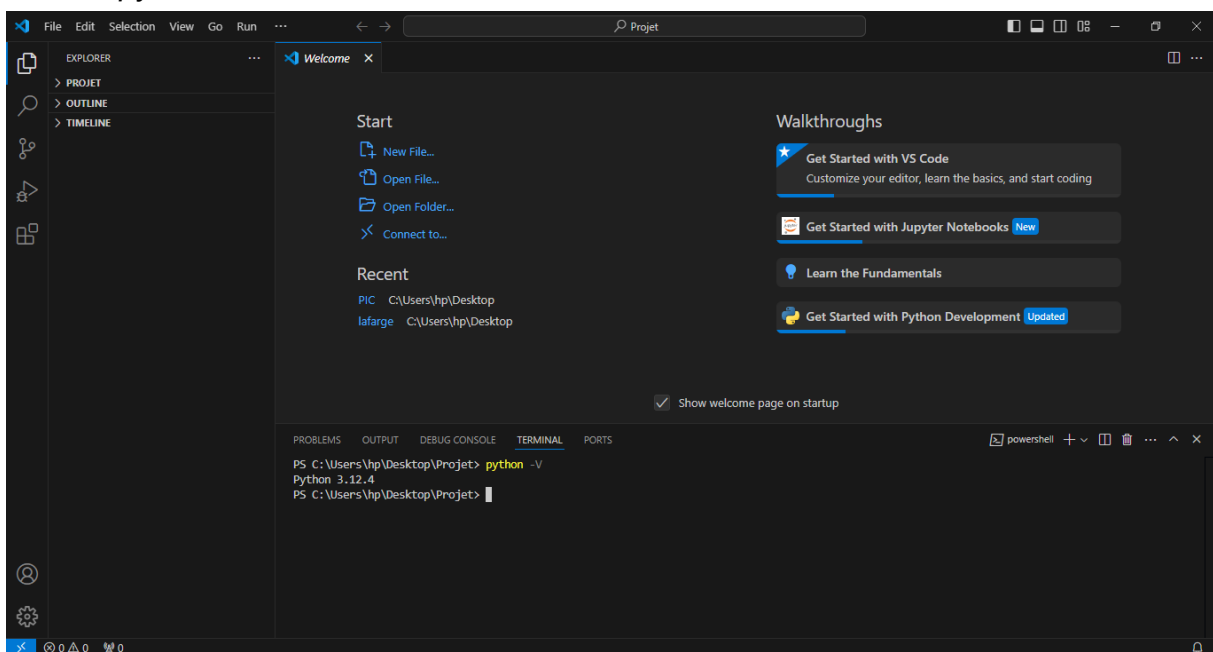 File Edit Selection View Go Run ··· Projet
EXPLORER ···
Welcome
PROJET
OUTLINE
TIMELINE
Start
New File...
Open File...
Open Folder...
Connect to...
Recent
PIC C:\Users\hp\Desktop
lafarge C:\Users\hp\Desktop
Walkthroughs
Get Started with VS Code
Customize your editor, learn the basics, and start coding
Get Started with Jupyter Notebooks New
Learn the Fundamentals
Get Started with Python Development Updated
Show welcome page on startup
PROBLEMS OUTPUT DEBUG CONSOLE TERMINAL PORTS powershell
PS C:\Users\hp\Desktop\Projet> python -V
Python 3.12.4
PS C:\Users\hp\Desktop\Projet>
0 0 0